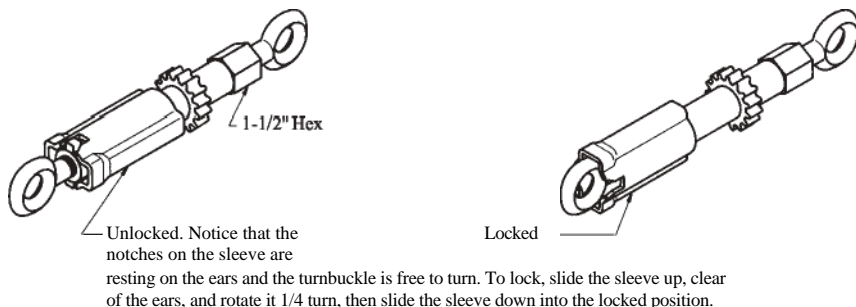 1-1/2" Hex
Unlocked. Notice that the
notches on the sleeve are
Locked
resting on the ears and the turnbuckle is free to turn. To lock, slide the sleeve up, clear
of the ears, and rotate it 1/4 turn, then slide the sleeve down into the locked position.